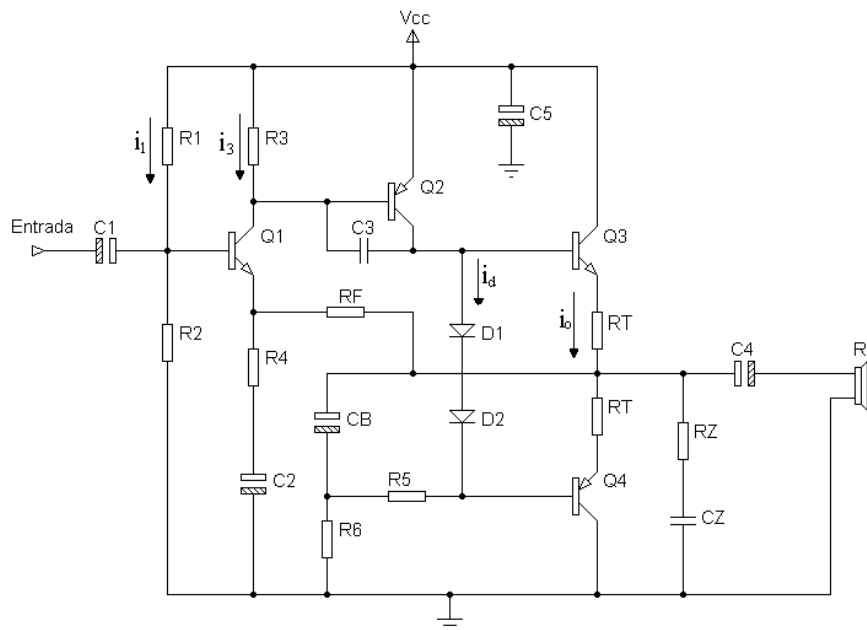 Vcc
i1
R1
i3
R3
C5
Q2
Entrada
C1
Q1
C3
Q3
id
RF
D1
io
RT
R2
R4
C4
R
CB
D2
RT
RZ
C2
R5
Q4
R6
CZ